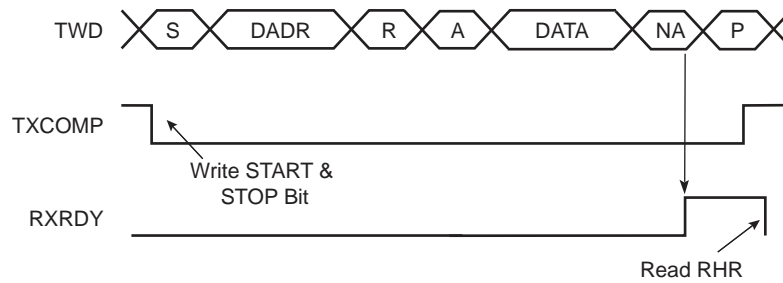 TWD S DADR R A DATA NA P
TXCOMP
Write START &
STOP Bit
RXRDY
Read RHR